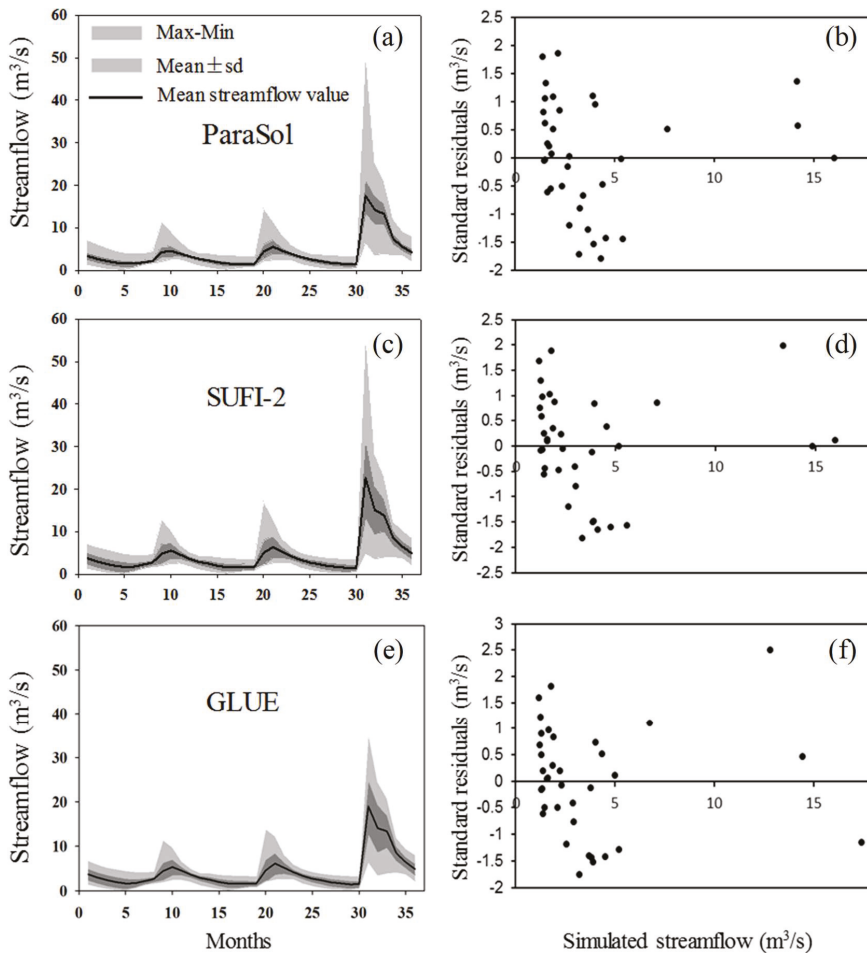 (a)
Max-Min
Mean±sd
Mean streamflow value
ParaSol
Streamflow (m³/s)
60
50
40
30
20
10
0
0 5 10 15 20 25 30 35
(b)
Standard residuals (m³/s)
2.5
2
1.5
1
0.5
0
-0.5
-1
-1.5
-2
0 5 10 15
(c)
SUFI-2
Streamflow (m³/s)
60
50
40
30
20
10
0
0 5 10 15 20 25 30 35
(d)
Standard residuals (m³/s)
2.5
2
1.5
1
0.5
0
-0.5
-1
-1.5
-2
-2.5
0 5 10 15
(e)
GLUE
Streamflow (m³/s)
60
50
40
30
20
10
0
0 5 10 15 20 25 30 35 40
Months
(f)
Standard residuals (m³/s)
3
2.5
2
1.5
1
0.5
0
-0.5
-1
-1.5
-2
0 5 10 15
Simulated streamflow (m³/s)